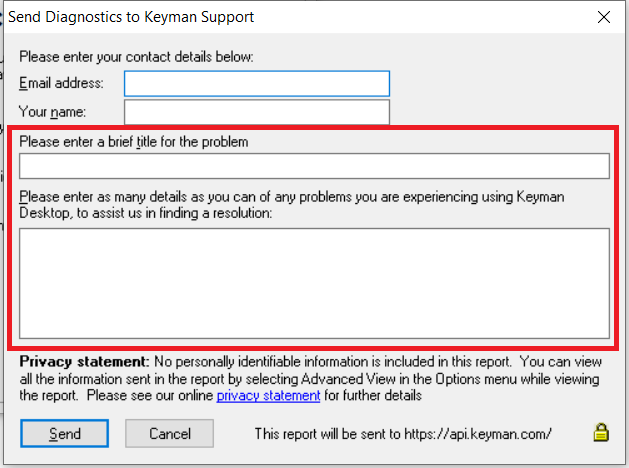 Send Diagnostics to Keyman Support
Please enter your contact details below:
Email address:
Your name:
Please enter a brief title for the problem
Please enter as many details as you can of any problems you are experiencing using Keyman
Desktop, to assist us in finding a resolution:
Privacy statement: No personally identifiable information is included in this report. You can view
all the information sent in the report by selecting Advanced View in the Options menu while viewing
the report. Please see our online privacy statement for further details
Send Cancel This report will be sent to https://api.keyman.com/